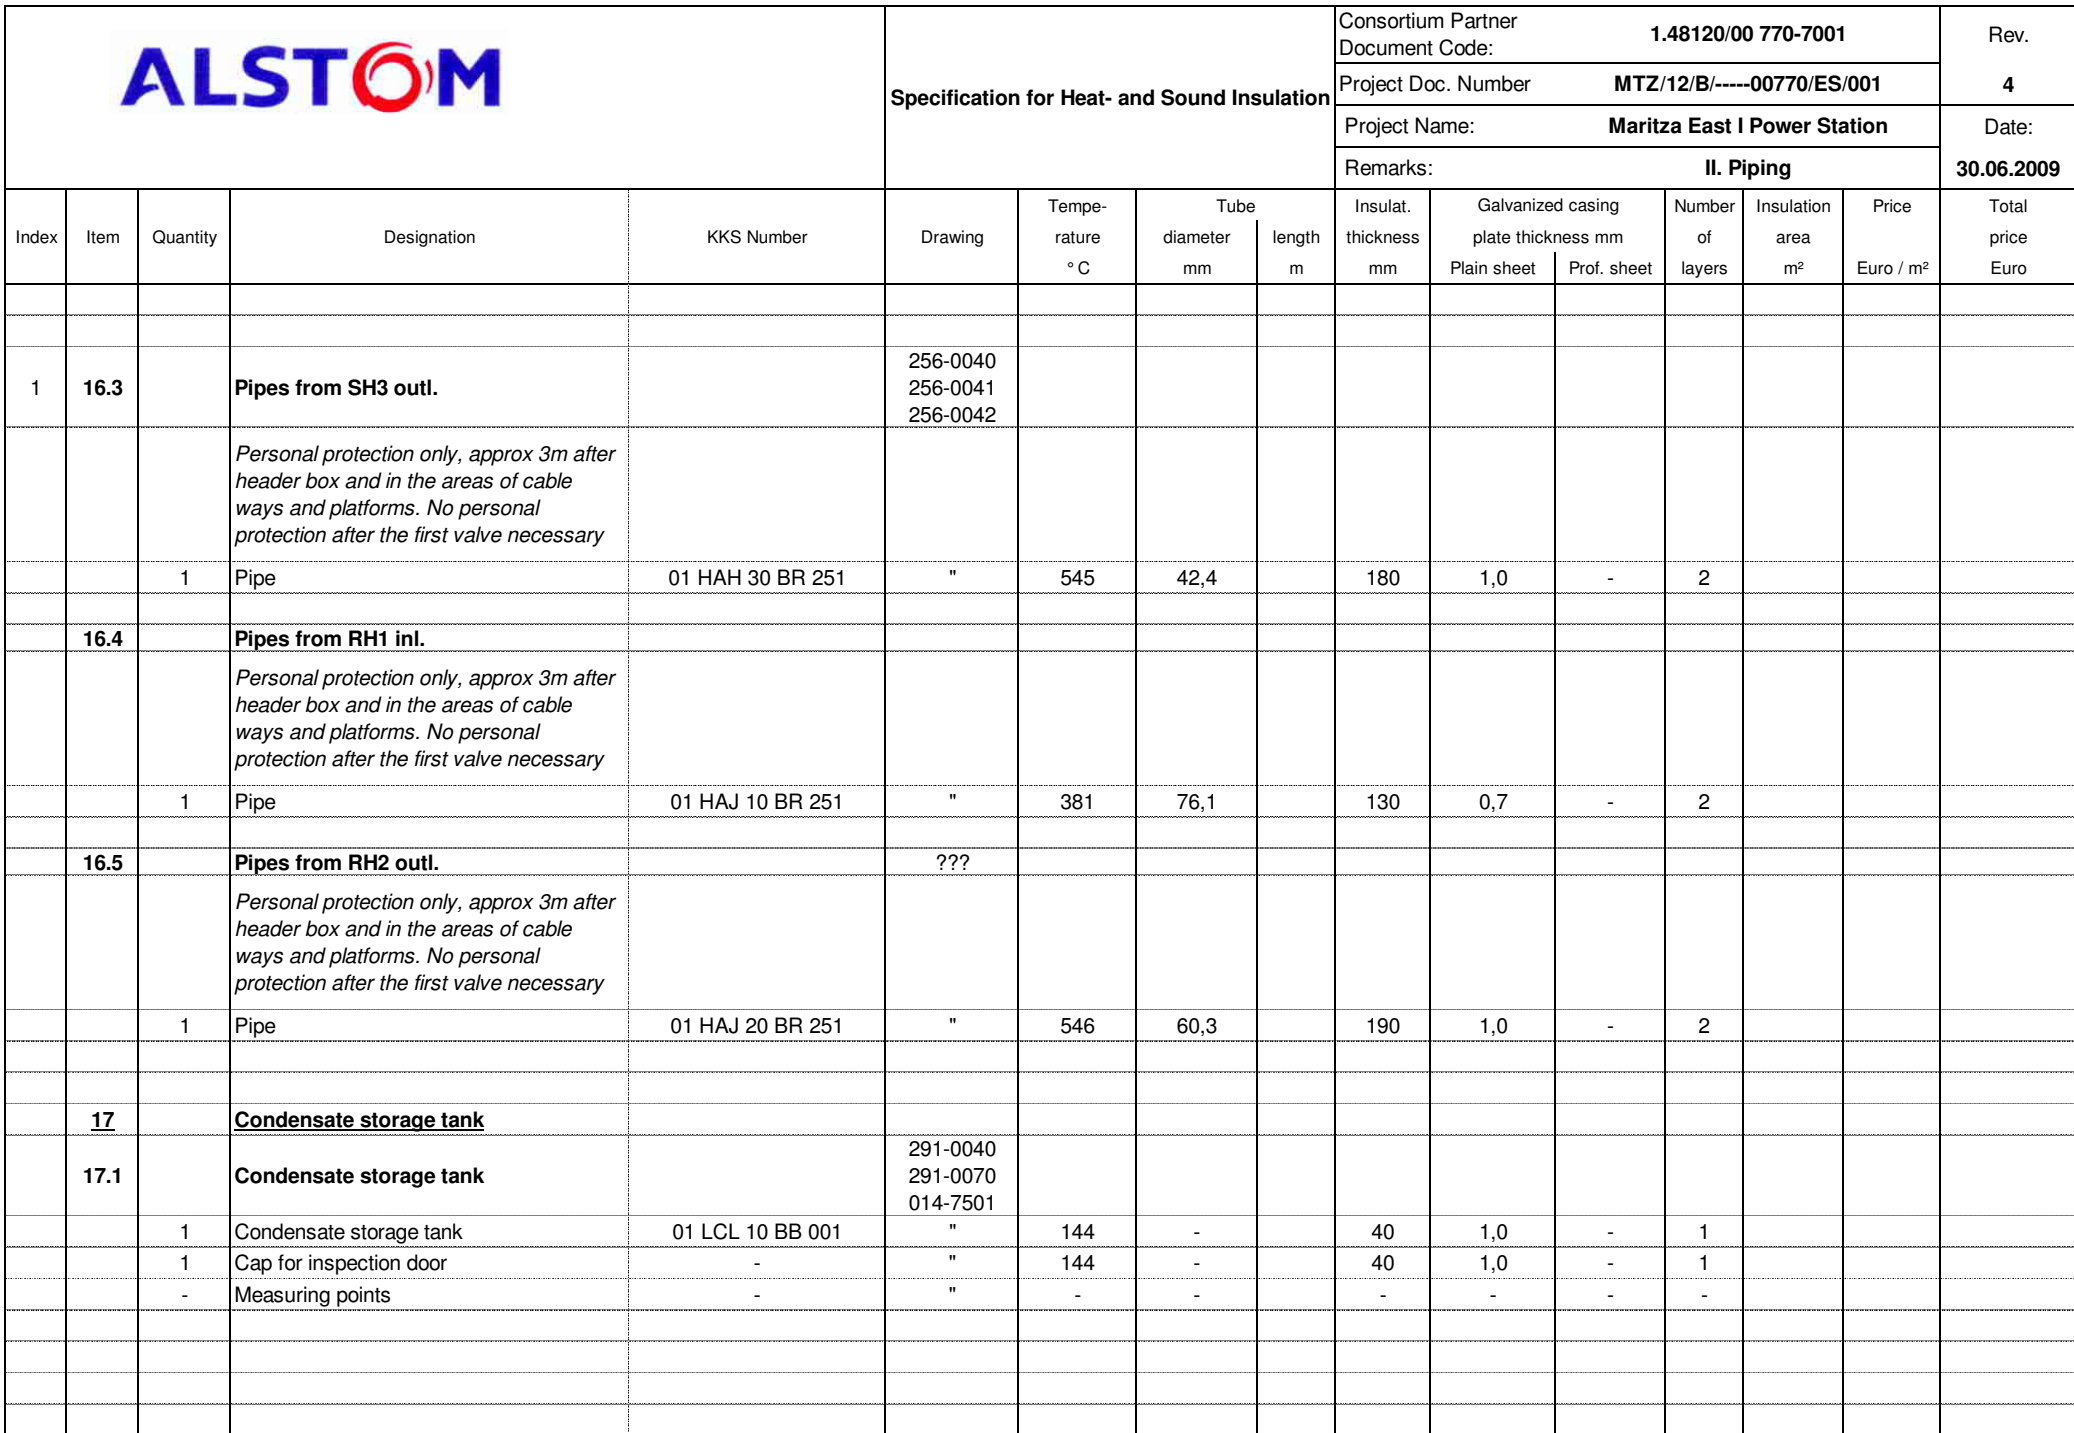 ALSTOM
Specification for Heat- and Sound Insulation
Consortium Partner
Document Code:
1.48120/00 770-7001
Rev.
Project Doc. Number MTZ/12/B/-----00770/ES/001 4
Project Name: Maritza East I Power Station Date:
Remarks: II. Piping 30.06.2009
Index Item Quantity Designation KKS Number Drawing
Tempe-
rature
° C
Tube
diameter
mm
length
m
Insulat.
thickness
mm
Galvanized casing
plate thickness mm
Plain sheet Prof. sheet
Number
of
layers
Insulation
area
m²
Price
Euro / m²
Total
price
Euro
256-0040
1 16.3 Pipes from SH3 outl. 256-0041
256-0042
Personal protection only, approx 3m after
header box and in the areas of cable
ways and platforms. No personal
protection after the first valve necessary
1 Pipe 01 HAH 30 BR 251 " 545 42,4 180 1,0 - 2
16.4 Pipes from RH1 inl.
Personal protection only, approx 3m after
header box and in the areas of cable
ways and platforms. No personal
protection after the first valve necessary
1 Pipe 01 HAJ 10 BR 251 " 381 76,1 130 0,7 - 2
16.5 Pipes from RH2 outl. ???
Personal protection only, approx 3m after
header box and in the areas of cable
ways and platforms. No personal
protection after the first valve necessary
1 Pipe 01 HAJ 20 BR 251 " 546 60,3 190 1,0 - 2
17 Condensate storage tank
291-0040
17.1 Condensate storage tank 291-0070
014-7501
1 Condensate storage tank 01 LCL 10 BB 001 " 144 - 40 1,0 - 1
1 Cap for inspection door - " 144 - 40 1,0 - 1
- Measuring points - " - - - - - -